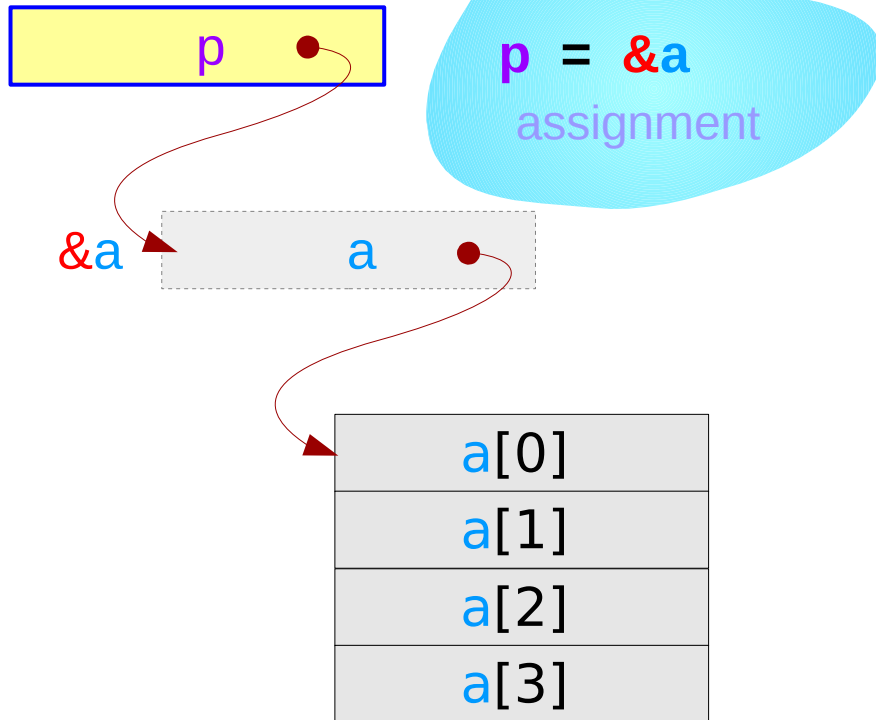 p
p = &a
assignment
&a
a
a[0]
a[1]
a[2]
a[3]